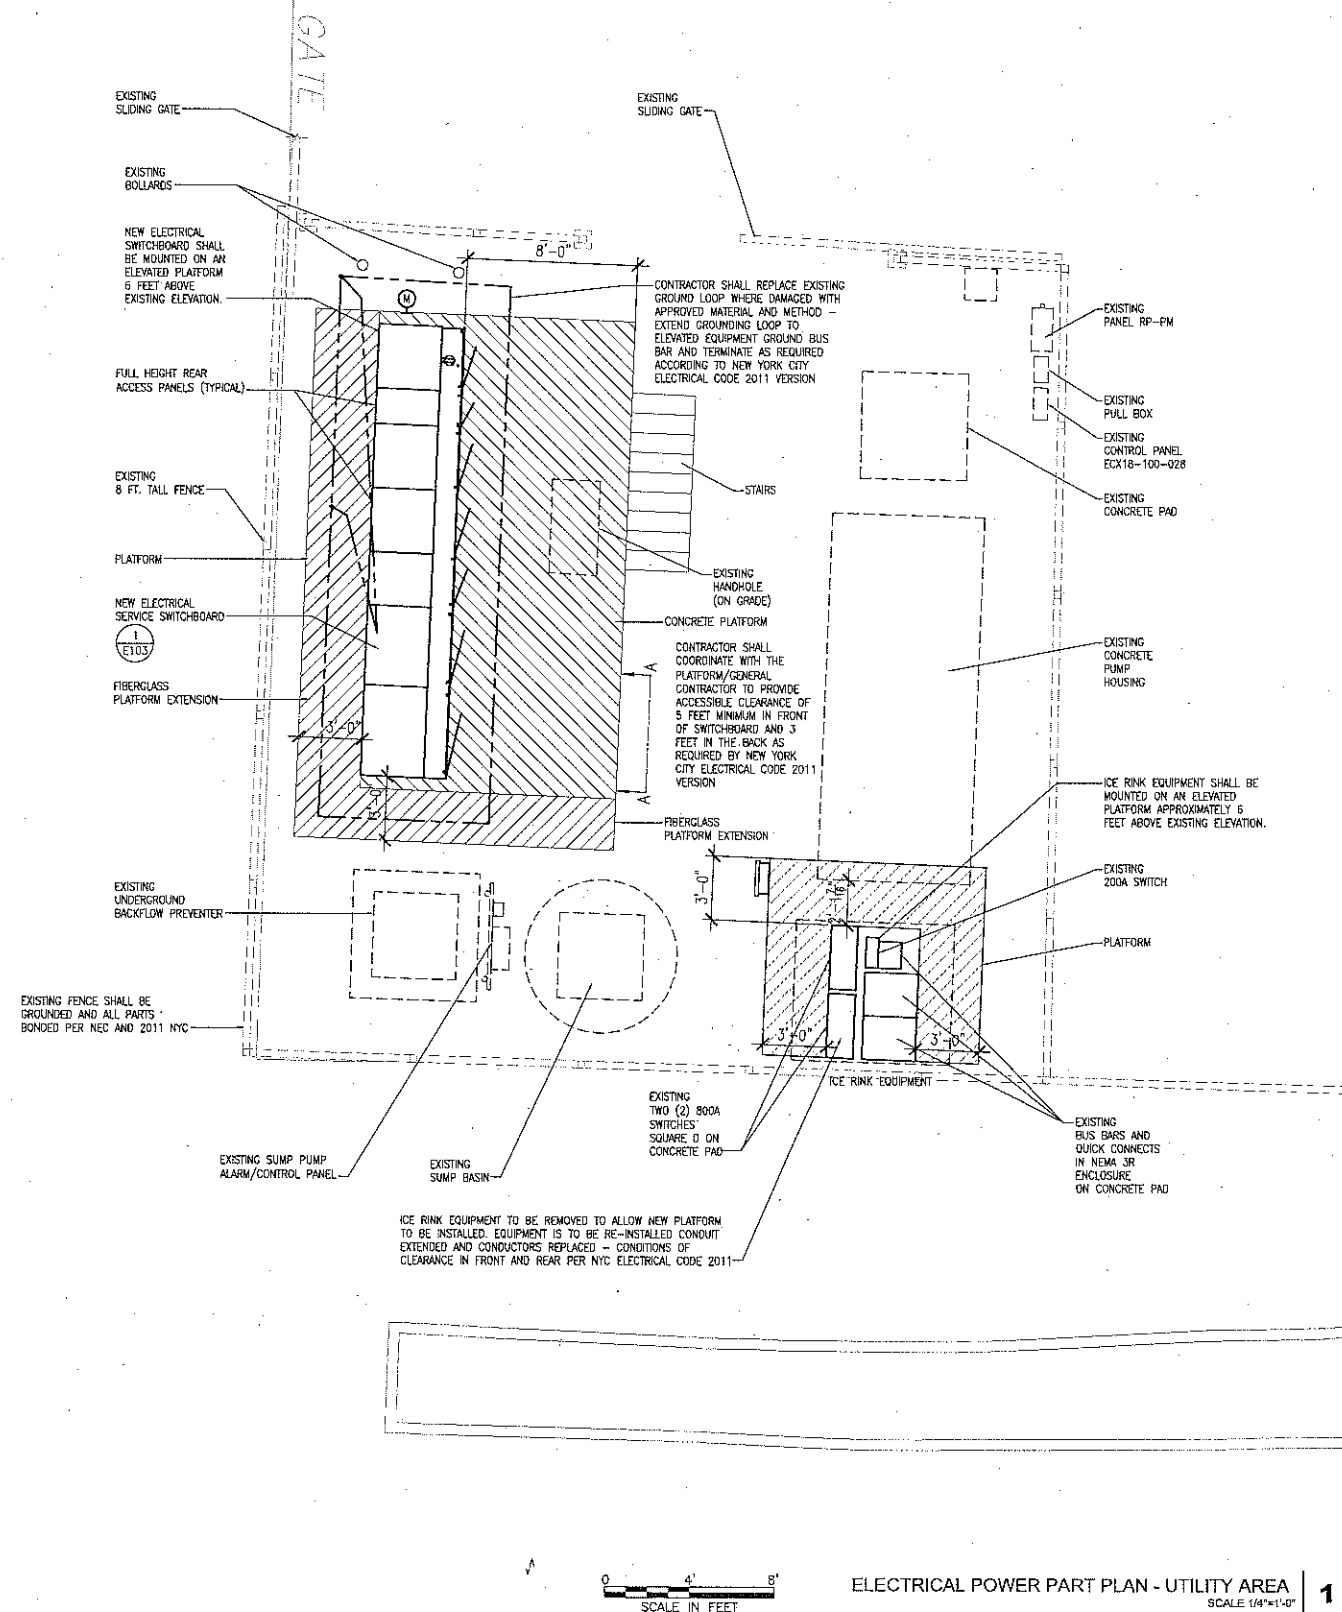 GATE
EXISTING
SLIDING GATE
EXISTING
SLIDING GATE
EXISTING
BOLLARDS
NEW ELECTRICAL
SWITCHBOARD SHALL
BE MOUNTED ON AN
ELEVATED PLATFORM
6 FEET ABOVE
EXISTING ELEVATION.
8'-0"
M
CONTRACTOR SHALL REPLACE EXISTING
GROUND LOOP WHERE DAMAGED WITH
APPROVED MATERIAL AND METHOD –
EXTEND GROUNDING LOOP TO
ELEVATED EQUIPMENT GROUND BUS
BAR AND TERMINATE AS REQUIRED
ACCORDING TO NEW YORK CITY
ELECTRICAL CODE 2011 VERSION
EXISTING
PANEL RP-PM
FULL HEIGHT REAR
ACCESS PANELS (TYPICAL)
EXISTING
PULL BOX
EXISTING
CONTROL PANEL
ECX18-100-028
EXISTING
8 FT. TALL FENCE
STAIRS
EXISTING
CONCRETE PAD
PLATFORM
EXISTING
HANDHOLE
(ON GRADE)
NEW ELECTRICAL
SERVICE SWITCHBOARD
1
E103
CONCRETE PLATFORM
CONTRACTOR SHALL
COORDINATE WITH THE
PLATFORM/GENERAL
CONTRACTOR TO PROVIDE
ACCESSIBLE CLEARANCE OF
5 FEET MINIMUM IN FRONT
OF SWITCHBOARD AND 3
FEET IN THE BACK AS
REQUIRED BY NEW YORK
CITY ELECTRICAL CODE 2011
VERSION
A
A
EXISTING
CONCRETE
PUMP
HOUSING
FIBERGLASS
PLATFORM EXTENSION
3'-0"
3'-0"
ICE RINK EQUIPMENT SHALL BE
MOUNTED ON AN ELEVATED
PLATFORM APPROXIMATELY 6
FEET ABOVE EXISTING ELEVATION.
FIBERGLASS
PLATFORM EXTENSION
EXISTING
200A SWITCH
3'-0"
EXISTING
UNDERGROUND
BACKFLOW PREVENTER
PLATFORM
EXISTING FENCE SHALL BE
GROUNDED AND ALL PARTS
BONDED PER NEC AND 2011 NYC
3'-0"
3'-0"
ICE RINK EQUIPMENT
EXISTING
TWO (2) 800A
SWITCHES
SQUARE D ON
CONCRETE PAD
EXISTING
BUS BARS AND
QUICK CONNECTS
IN NEMA 3R
ENCLOSURE
ON CONCRETE PAD
EXISTING SUMP PUMP
ALARM/CONTROL PANEL
EXISTING
SUMP BASIN
ICE RINK EQUIPMENT TO BE REMOVED TO ALLOW NEW PLATFORM
TO BE INSTALLED. EQUIPMENT IS TO BE RE-INSTALLED CONDUIT
EXTENDED AND CONDUCTORS REPLACED – CONDITIONS OF
CLEARANCE IN FRONT AND REAR PER NYC ELECTRICAL CODE 2011
0 4' 8'
SCALE IN FEET
ELECTRICAL POWER PART PLAN - UTILITY AREA
SCALE 1/4"=1'-0"
1